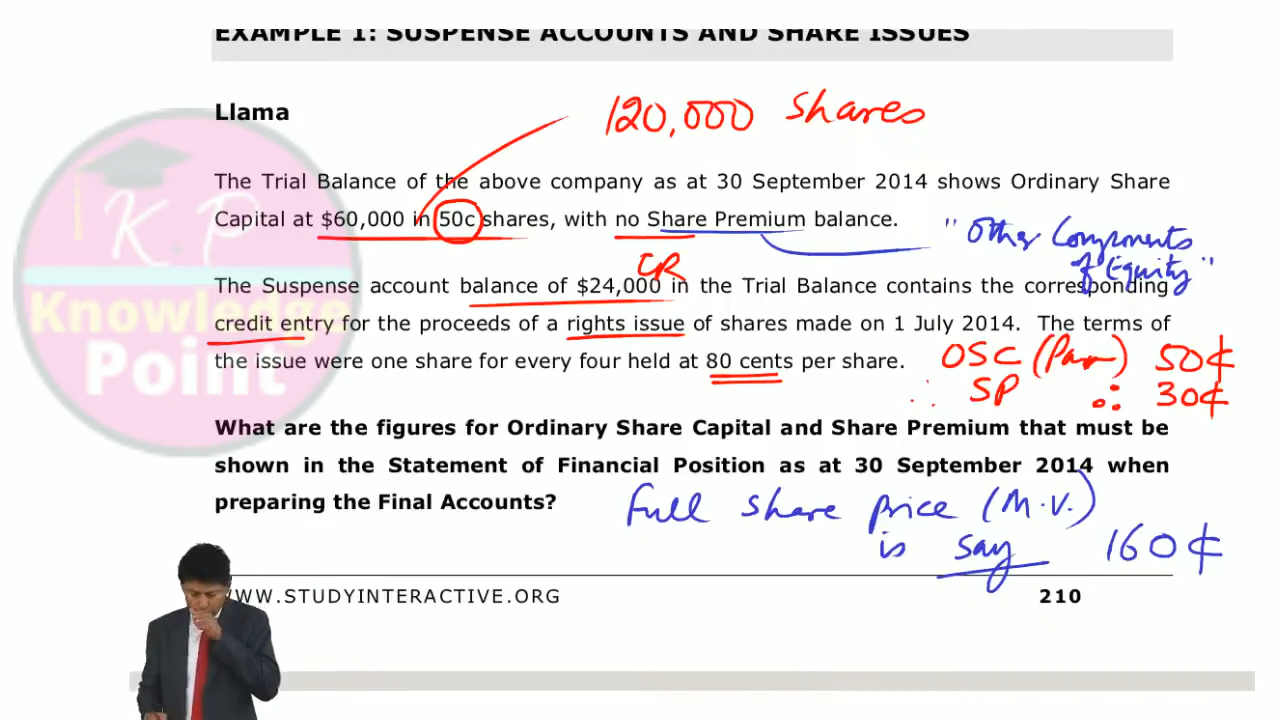 EXAMPLE 1: SUSPENSE ACCOUNTS AND SHARE ISSUES
Llama
120,000 shares
The Trial Balance of the above company as at 30 September 2014 shows Ordinary Share
Capital at $60,000 in 50c shares, with no Share Premium balance.
"Other Components
of Equity"
CR
The Suspense account balance of $24,000 in the Trial Balance contains the corresponding
credit entry for the proceeds of a rights issue of shares made on 1 July 2014. The terms of
the issue were one share for every four held at 80 cents per share.
OSC (Par) 50¢
∴ SP ∴ 30¢
What are the figures for Ordinary Share Capital and Share Premium that must be
shown in the Statement of Financial Position as at 30 September 2014 when
preparing the Final Accounts?
Full share price (M.V.)
is say 160¢
WWW.STUDYINTERACTIVE.ORG
210
K.P
Knowledge
Point